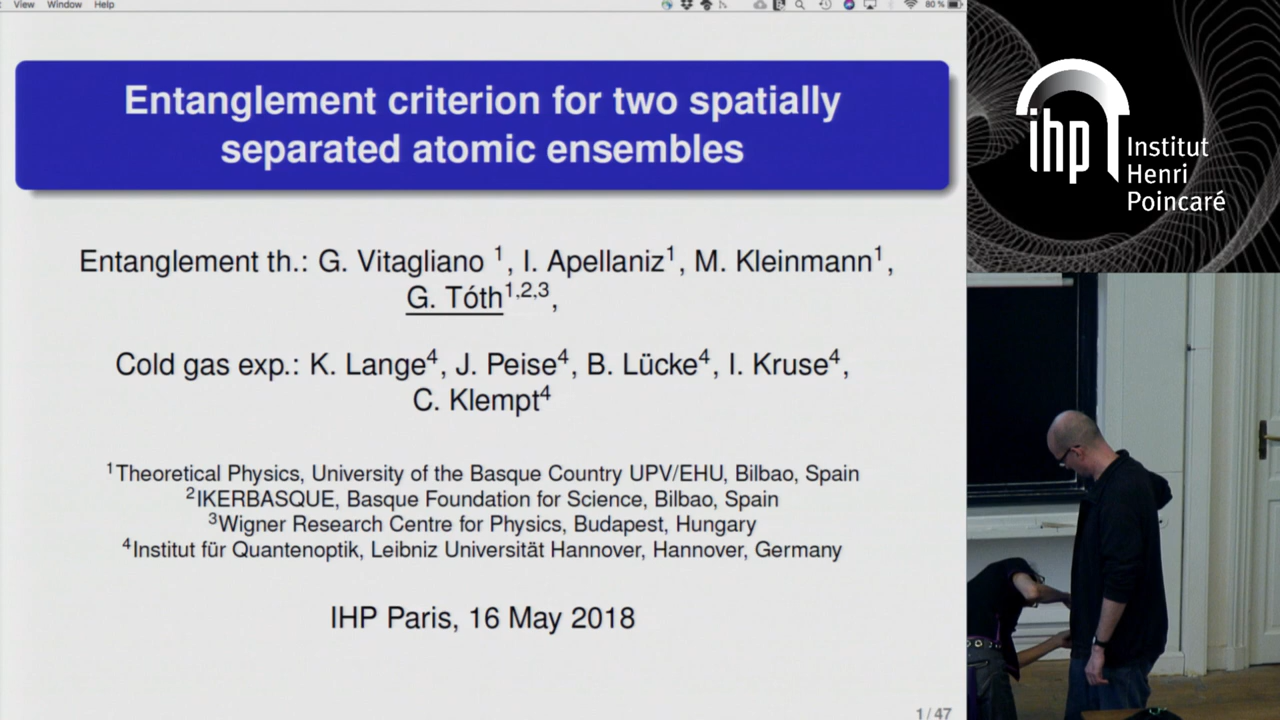 View Window Help
80 %
Entanglement criterion for two spatially
separated atomic ensembles
Entanglement th.: G. Vitagliano 1, I. Apellaniz1, M. Kleinmann1,
G. Tóth1,2,3,
Cold gas exp.: K. Lange4, J. Peise4, B. Lücke4, I. Kruse4,
C. Klempt4
1Theoretical Physics, University of the Basque Country UPV/EHU, Bilbao, Spain
2IKERBASQUE, Basque Foundation for Science, Bilbao, Spain
3Wigner Research Centre for Physics, Budapest, Hungary
4Institut für Quantenoptik, Leibniz Universität Hannover, Hannover, Germany
IHP Paris, 16 May 2018
1 / 47
ihp
Institut
Henri
Poincaré